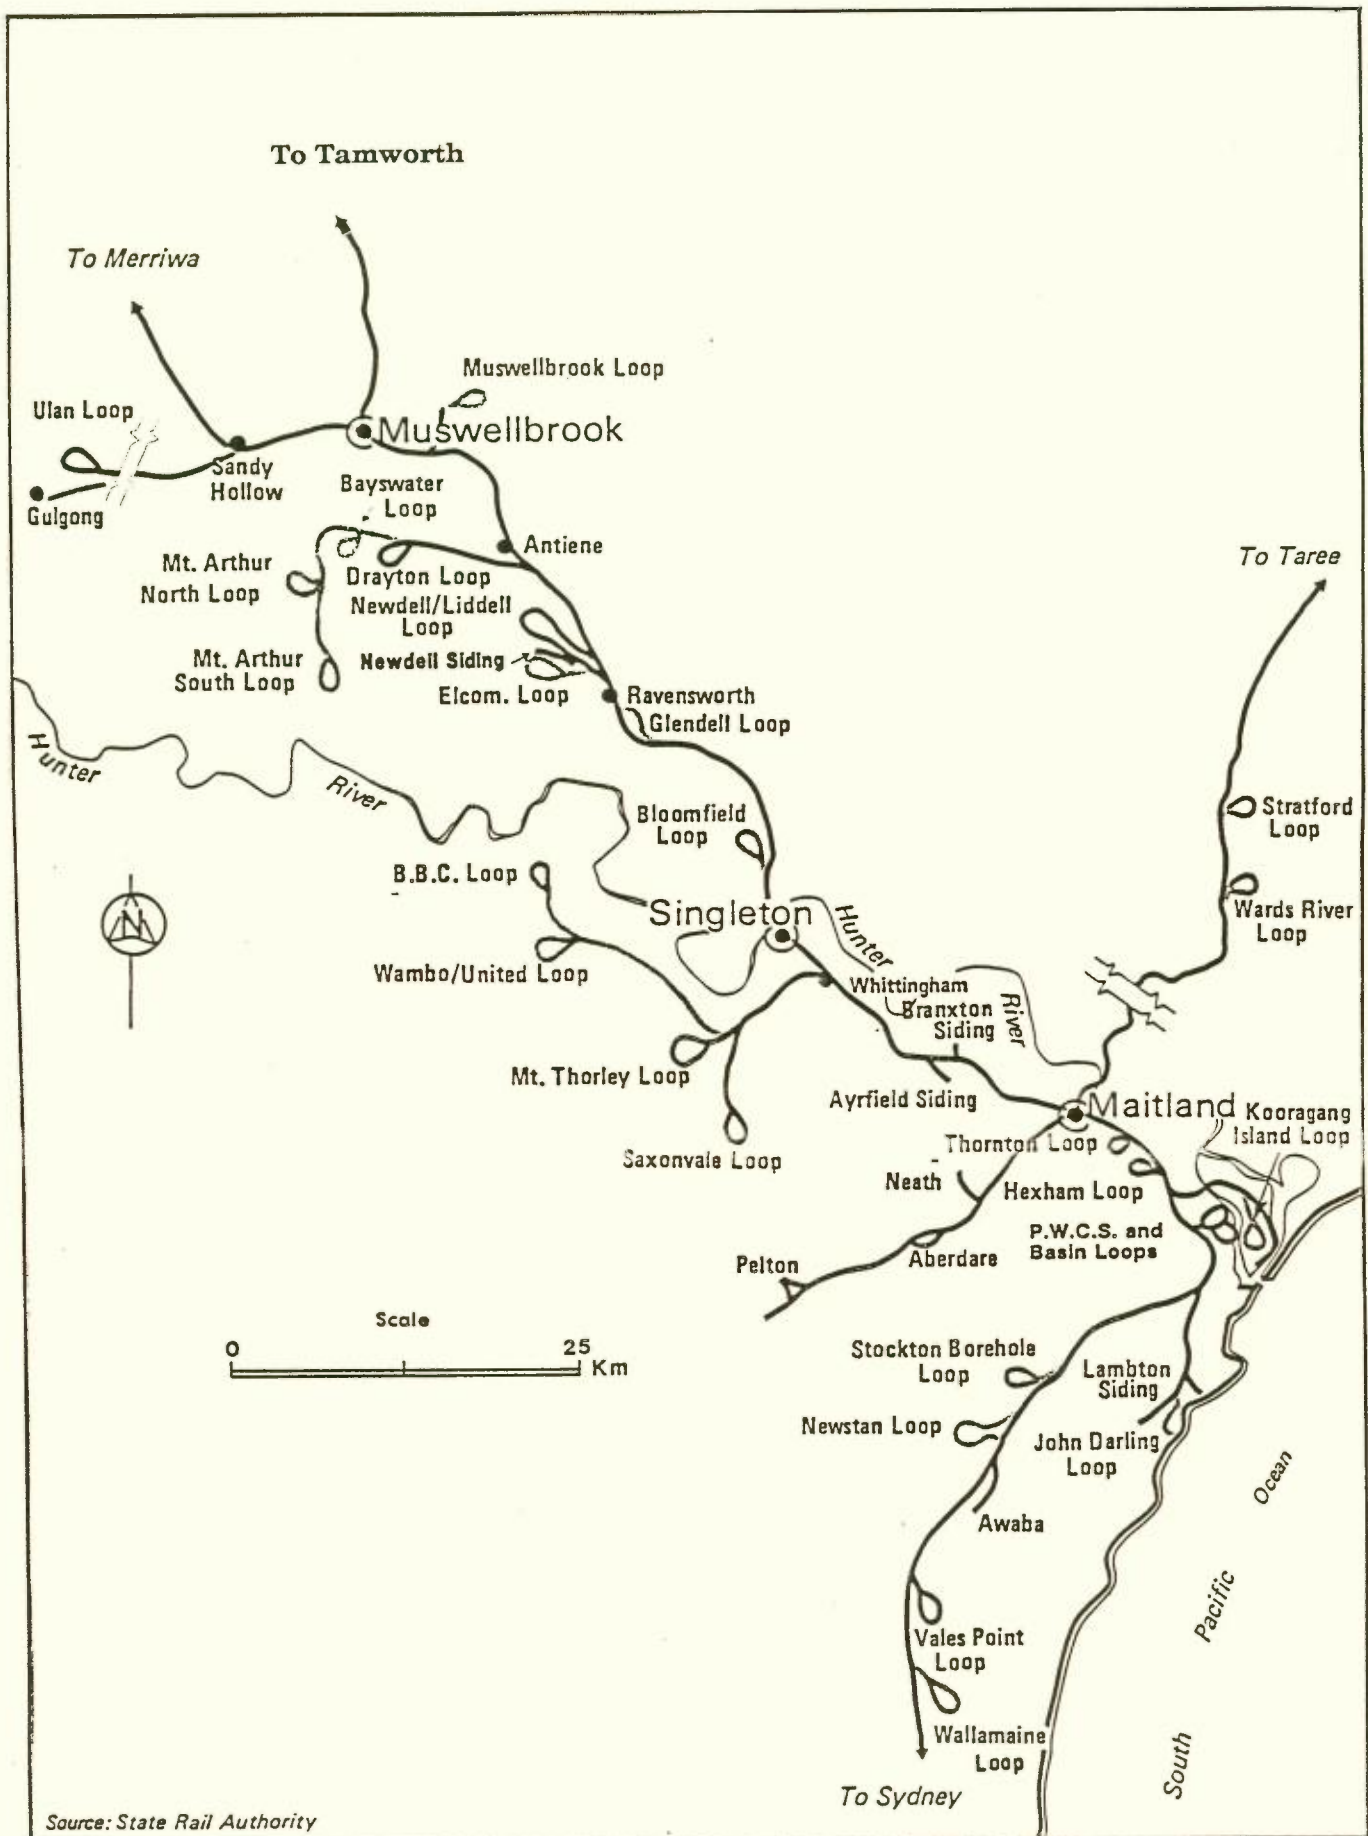 To Tamworth
To Merriwa
Muswellbrook Loop
Ulan Loop
Muswellbrook
Sandy
Hollow
Gulgong
Bayswater
Loop
Antiene
To Taree
Mt. Arthur
North Loop
Drayton Loop
Newdell/Liddell
Loop
Newdell Siding
Mt. Arthur
South Loop
Elcom. Loop
Ravensworth
Glendell Loop
Hunter
River
Bloomfield
Loop
Stratford
Loop
B.B.C. Loop
N
Singleton
Hunter
River
Wards River
Loop
Wambo/United Loop
Whittingham
Branxton
Siding
Mt. Thorley Loop
Ayrfield Siding
Maitland
Kooragang
Island Loop
Thornton Loop
Saxonvale Loop
Neath
Hexham Loop
P.W.C.S. and
Basin Loops
Aberdare
Pelton
Scale
0 25
Km
Stockton Borehole
Loop
Lambton
Siding
Newstan Loop
John Darling
Loop
Awaba
Vales Point
Loop
Wallamaine
Loop
To Sydney
South Pacific Ocean
Source: State Rail Authority